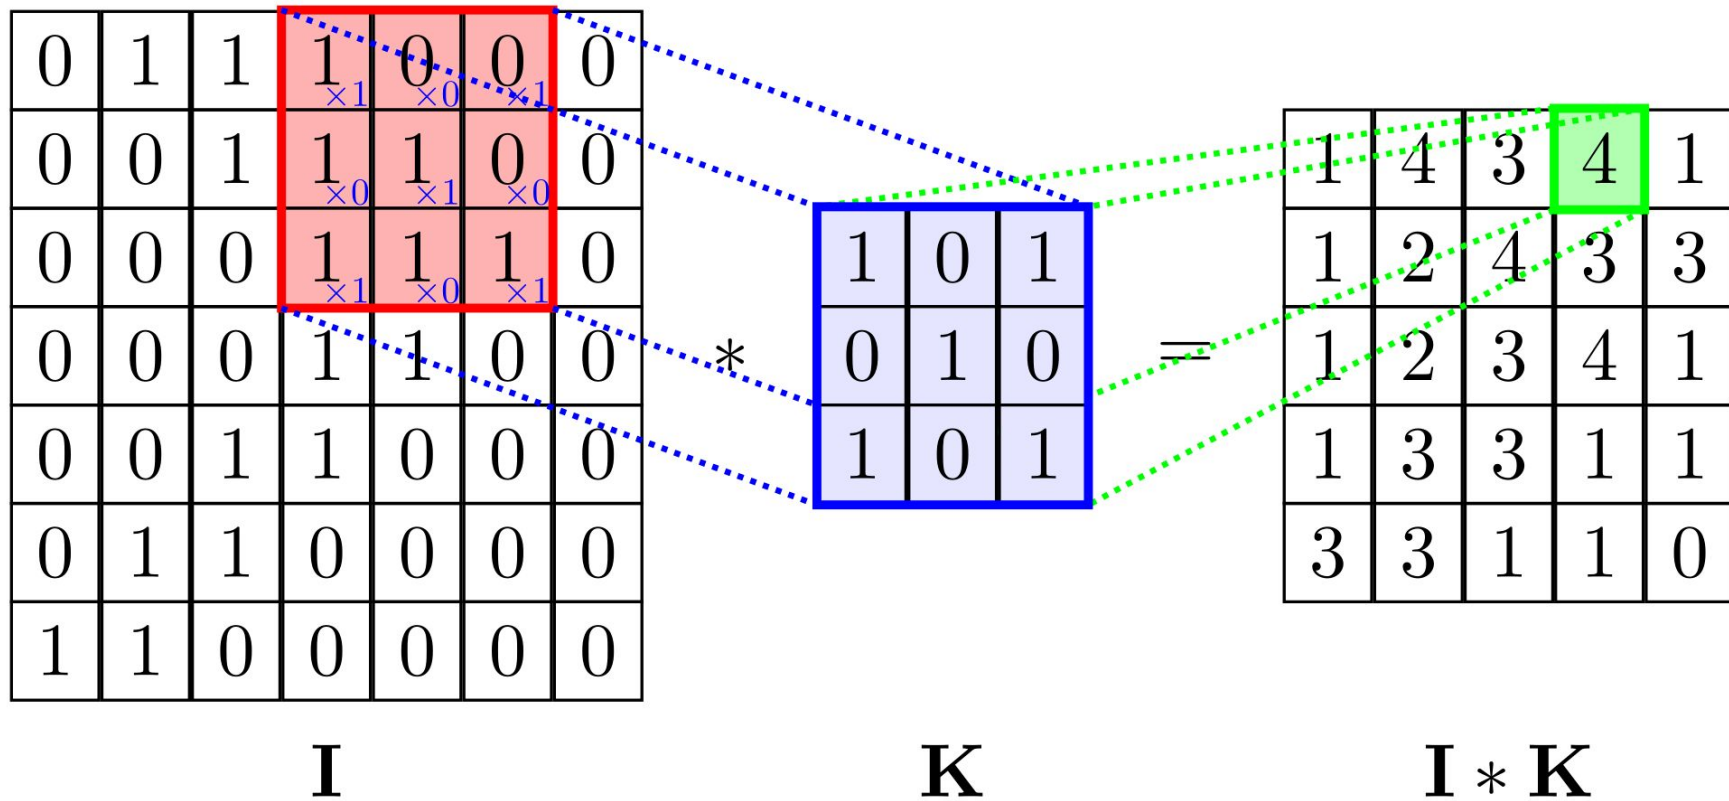 0 1 1 1×1 0×0 0×1 0
0 0 1 1×0 1×1 0×0 0
0 0 0 1×1 1×0 1×1 0
0 0 0 1 1 0 0
0 0 1 1 0 0 0
0 1 1 0 0 0 0
1 1 0 0 0 0 0
I
*
1 0 1
0 1 0
1 0 1
K
=
1 4 3 4 1
1 2 4 3 3
1 2 3 4 1
1 3 3 1 1
3 3 1 1 0
I * K